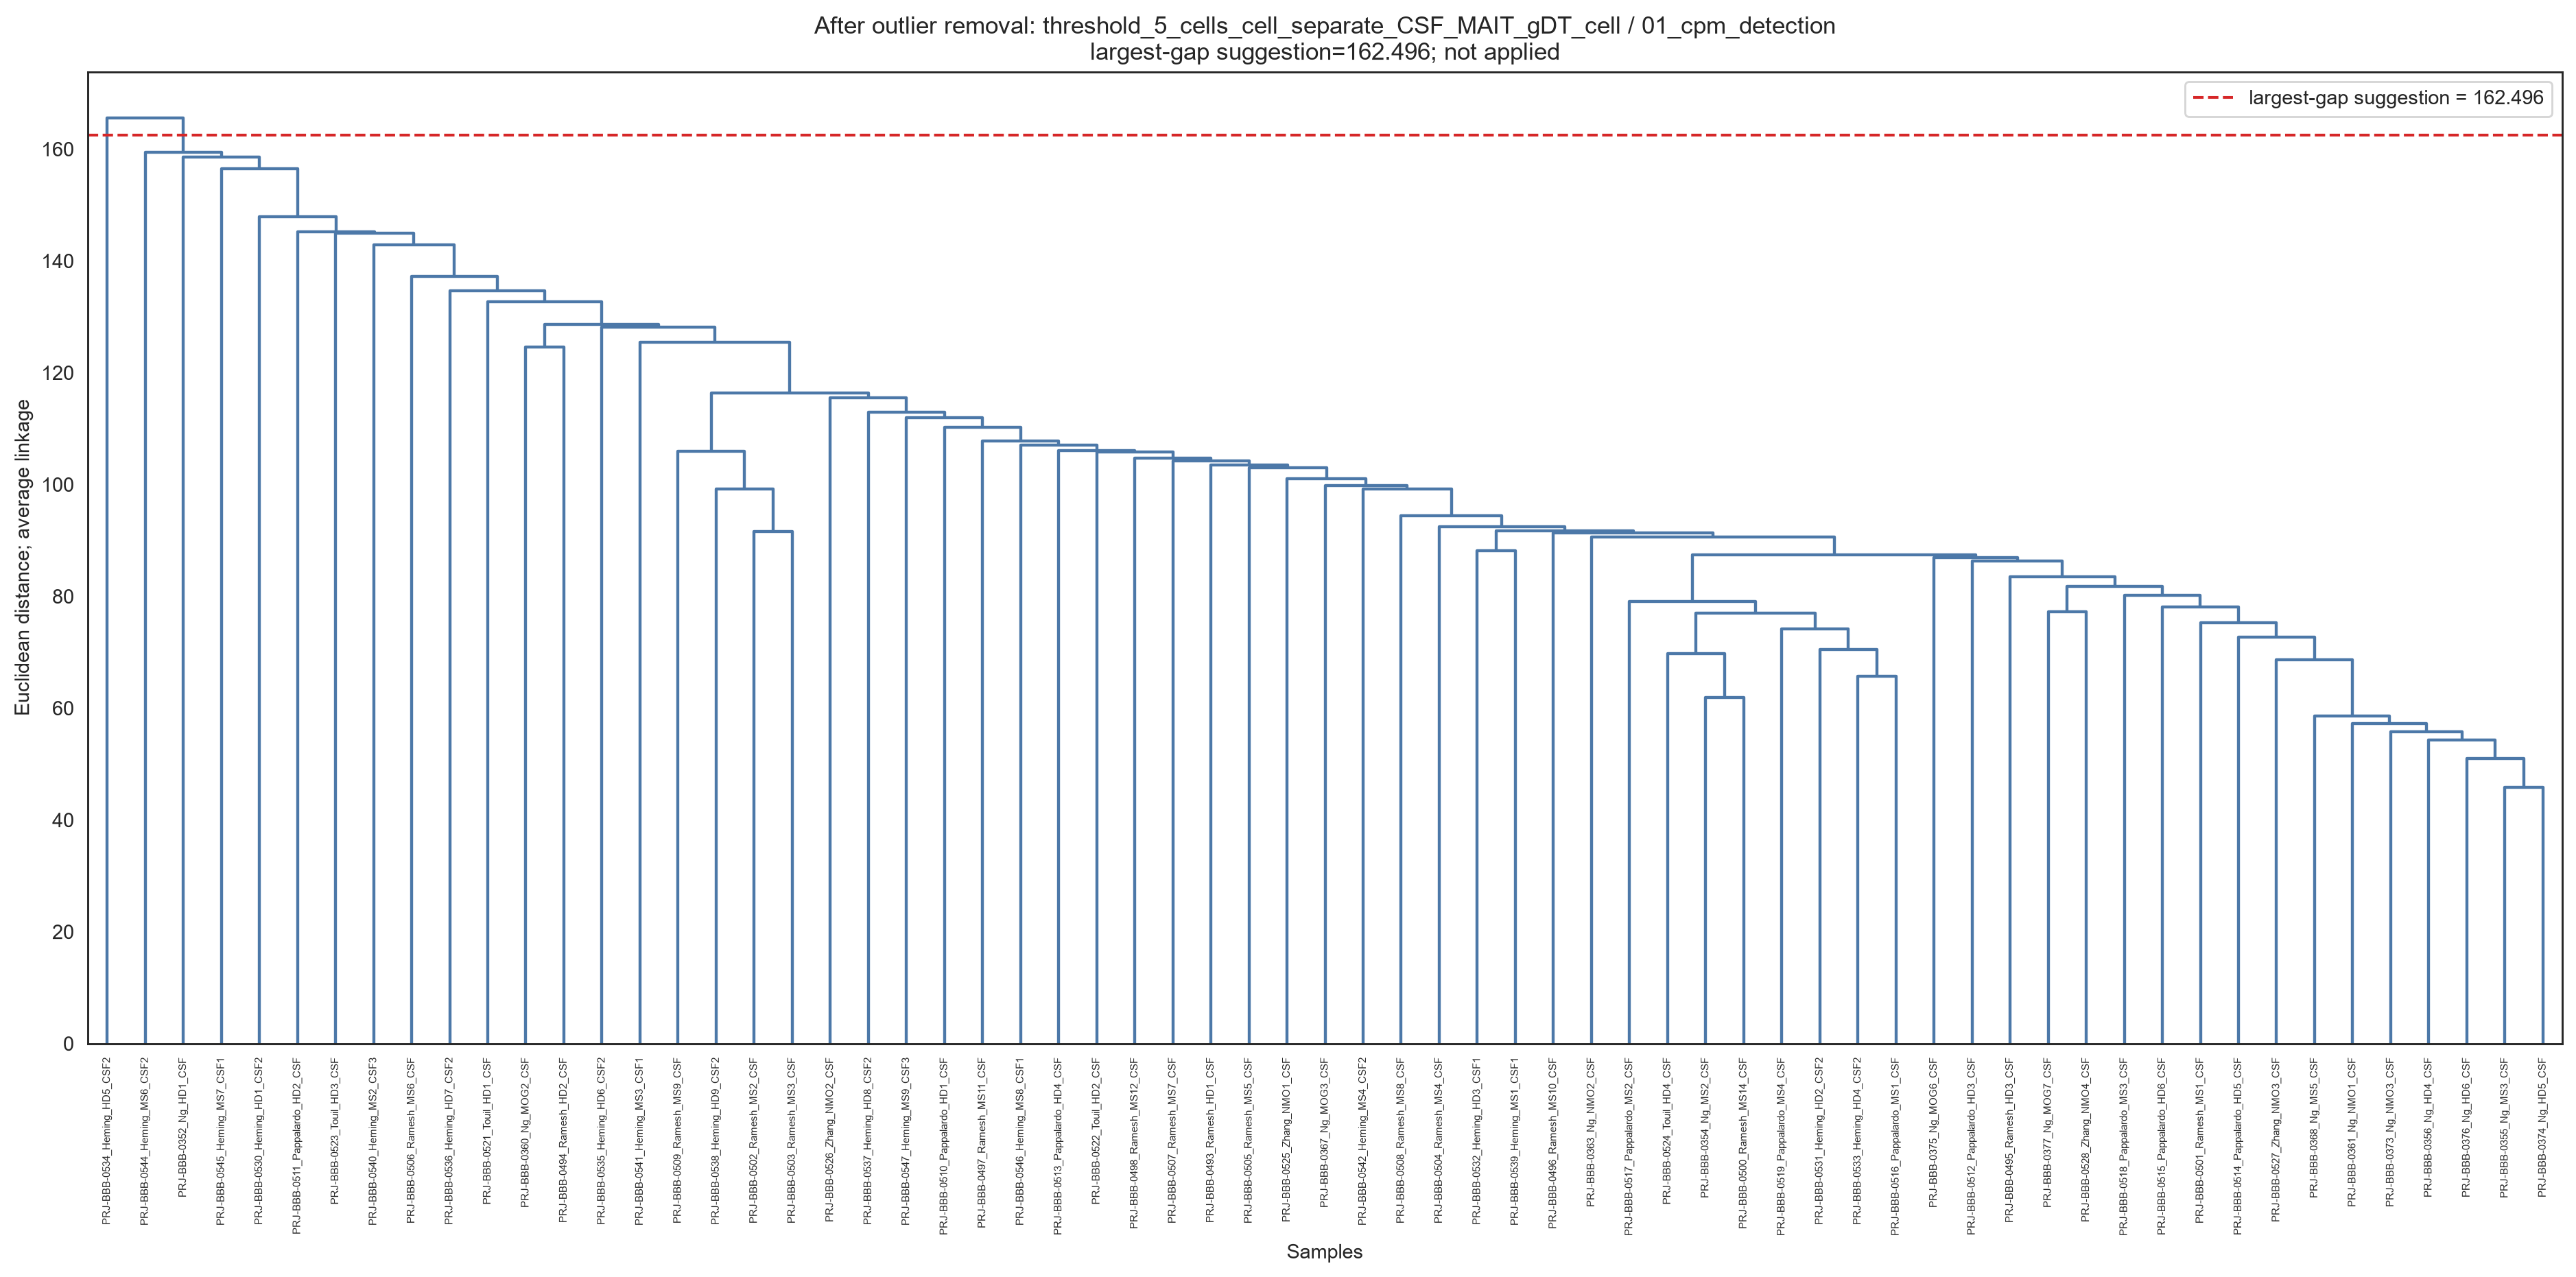 After outlier removal: threshold_5_cells_cell_separate_CSF_MAIT_gDT_cell / 01_cpm_detection
largest-gap suggestion=162.496; not applied
largest-gap suggestion = 162.496
Euclidean distance; average linkage
160
140
120
100
80
60
40
20
0
PRJ-BBB-0534_Heming_HD5_CSF2
PRJ-BBB-0544_Heming_MS6_CSF2
PRJ-BBB-0352_Ng_HD1_CSF
PRJ-BBB-0545_Heming_MS7_CSF1
PRJ-BBB-0530_Heming_HD1_CSF2
PRJ-BBB-0511_Pappalardo_HD2_CSF
PRJ-BBB-0523_Touil_HD3_CSF
PRJ-BBB-0540_Heming_MS2_CSF3
PRJ-BBB-0506_Ramesh_MS6_CSF
PRJ-BBB-0536_Heming_HD7_CSF2
PRJ-BBB-0521_Touil_HD1_CSF
PRJ-BBB-0360_Ng_MOG2_CSF
PRJ-BBB-0494_Ramesh_HD2_CSF
PRJ-BBB-0535_Heming_HD6_CSF2
PRJ-BBB-0541_Heming_MS3_CSF1
PRJ-BBB-0509_Ramesh_MS9_CSF
PRJ-BBB-0538_Heming_HD9_CSF2
PRJ-BBB-0502_Ramesh_MS2_CSF
PRJ-BBB-0503_Ramesh_MS3_CSF
PRJ-BBB-0526_Zhang_NMO2_CSF
PRJ-BBB-0537_Heming_HD8_CSF2
PRJ-BBB-0547_Heming_MS9_CSF3
PRJ-BBB-0510_Pappalardo_HD1_CSF
PRJ-BBB-0497_Ramesh_MS11_CSF
PRJ-BBB-0546_Heming_MS8_CSF1
PRJ-BBB-0513_Pappalardo_HD4_CSF
PRJ-BBB-0522_Touil_HD2_CSF
PRJ-BBB-0498_Ramesh_MS12_CSF
PRJ-BBB-0507_Ramesh_MS7_CSF
PRJ-BBB-0493_Ramesh_HD1_CSF
PRJ-BBB-0505_Ramesh_MS5_CSF
PRJ-BBB-0525_Zhang_NMO1_CSF
PRJ-BBB-0367_Ng_MOG3_CSF
PRJ-BBB-0542_Heming_MS4_CSF2
PRJ-BBB-0508_Ramesh_MS8_CSF
PRJ-BBB-0504_Ramesh_MS4_CSF
PRJ-BBB-0532_Heming_HD3_CSF1
PRJ-BBB-0539_Heming_MS1_CSF1
PRJ-BBB-0496_Ramesh_MS10_CSF
PRJ-BBB-0363_Ng_NMO2_CSF
PRJ-BBB-0517_Pappalardo_MS2_CSF
PRJ-BBB-0524_Touil_HD4_CSF
PRJ-BBB-0354_Ng_MS2_CSF
PRJ-BBB-0500_Ramesh_MS14_CSF
PRJ-BBB-0519_Pappalardo_MS4_CSF
PRJ-BBB-0531_Heming_HD2_CSF2
PRJ-BBB-0533_Heming_HD4_CSF2
PRJ-BBB-0516_Pappalardo_MS1_CSF
PRJ-BBB-0375_Ng_MOG6_CSF
PRJ-BBB-0512_Pappalardo_HD3_CSF
PRJ-BBB-0495_Ramesh_HD3_CSF
PRJ-BBB-0377_Ng_MOG7_CSF
PRJ-BBB-0528_Zhang_NMO4_CSF
PRJ-BBB-0518_Pappalardo_MS3_CSF
PRJ-BBB-0515_Pappalardo_HD6_CSF
PRJ-BBB-0501_Ramesh_MS1_CSF
PRJ-BBB-0514_Pappalardo_HD5_CSF
PRJ-BBB-0527_Zhang_NMO3_CSF
PRJ-BBB-0368_Ng_MS5_CSF
PRJ-BBB-0361_Ng_NMO1_CSF
PRJ-BBB-0373_Ng_NMO3_CSF
PRJ-BBB-0356_Ng_HD4_CSF
PRJ-BBB-0376_Ng_HD6_CSF
PRJ-BBB-0355_Ng_MS3_CSF
PRJ-BBB-0374_Ng_HD5_CSF
Samples